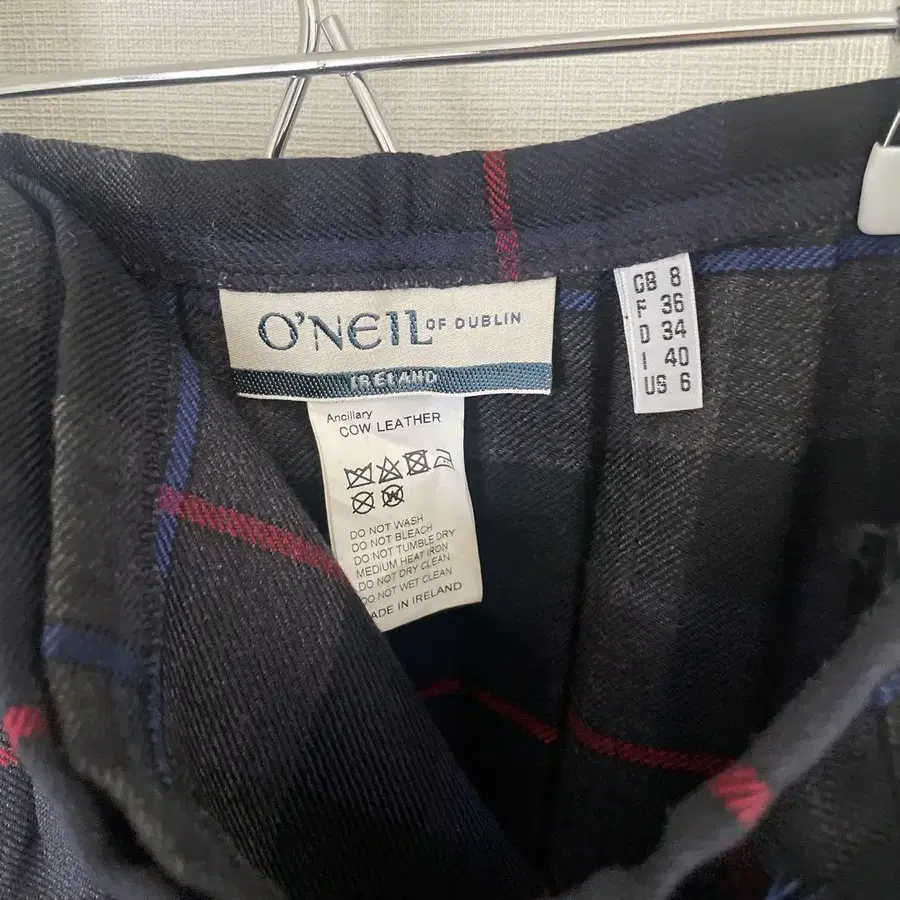 O'NEIL OF DUBLIN
IRELAND
GB 8
F 36
D 34
I 40
US 6
Ancillary
COW LEATHER
W
DO NOT WASH
DO NOT BLEACH
DO NOT TUMBLE DRY
MEDIUM HEAT IRON
DO NOT DRY CLEAN
DO NOT WET CLEAN
ADE IN IRELAND